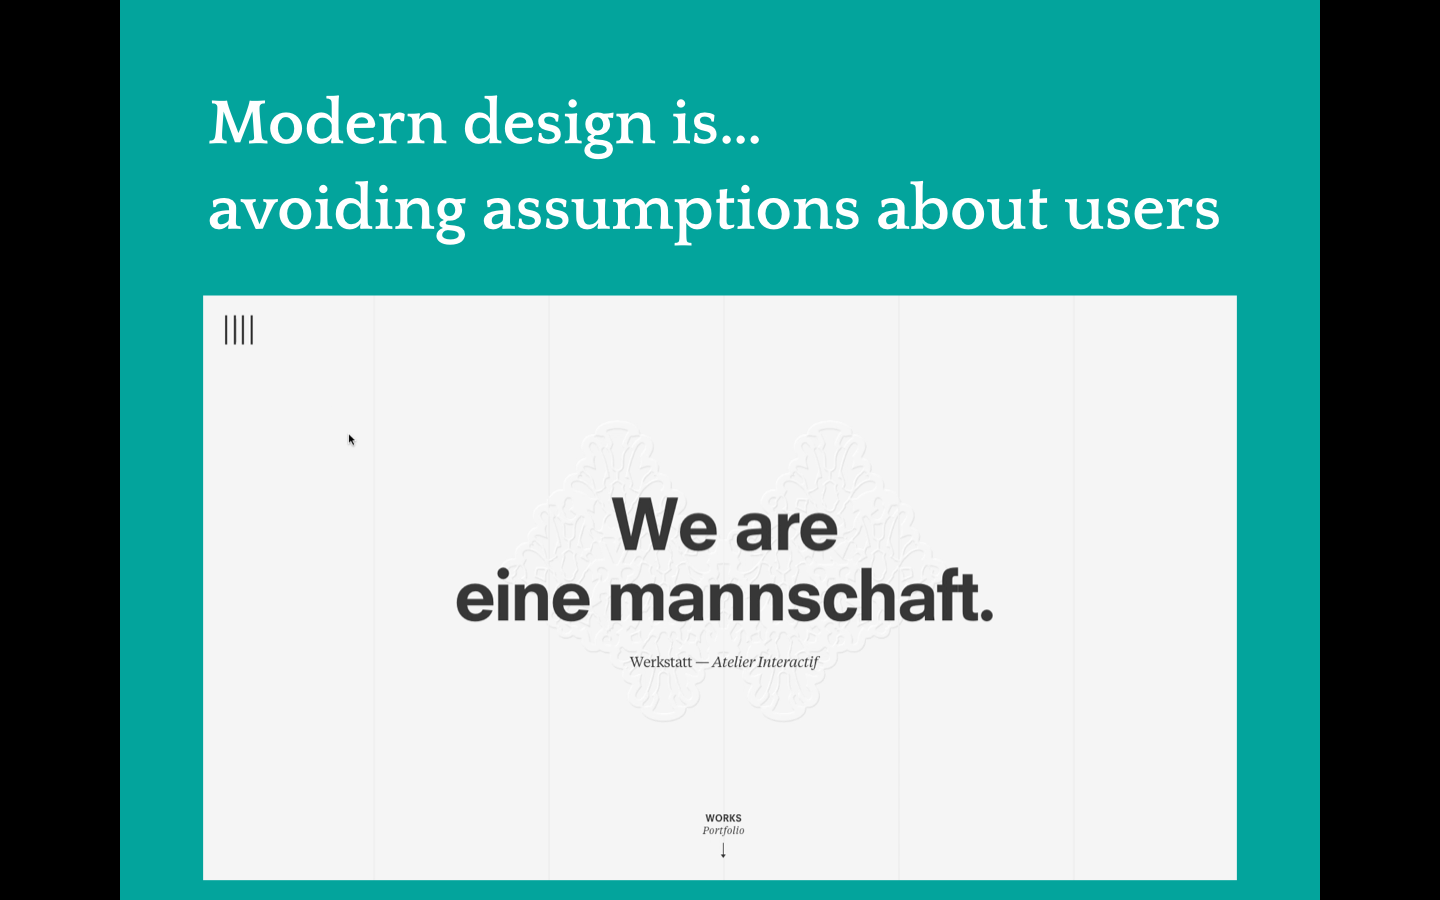 Modern design is...
avoiding assumptions about users
We are
eine mannschaft.
Werkstatt — Atelier Interactif
WORKS
Portfolio